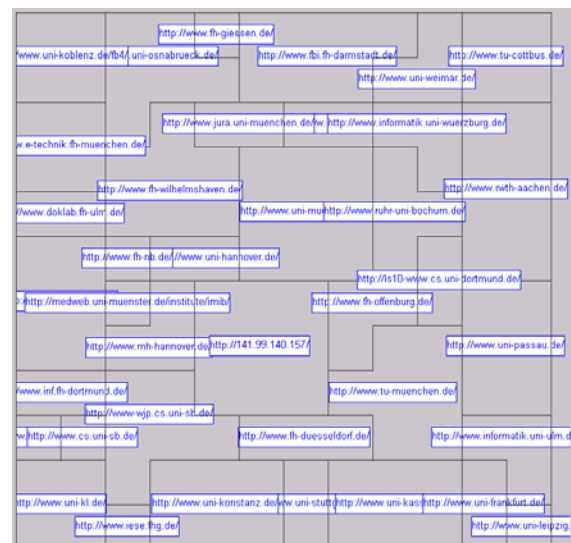 http://www.fh-giessen.de/
/www.uni-koblenz.de/fb4/ .uni-osnabrueck.de/ http://www.fbi.fh-darmstadt.de/ http://www.tu-cottbus.de/
http://www.uni-weimar.de/
http://www.jura.uni-muenchen.de/ w. http://www.informatik.uni-wuerzburg.de/
w.e-technik.fh-muenchen.de/
http://www.fh-wilhelmshaven.de/ http://www.rwth-aachen.de/
//www.doklab.fh-ulm.de/ http://www.uni-mu http://www.ruhr-uni-bochum.de/
http://www.fh-nb.de/ //www.uni-hannover.de/
http://ls10-www.cs.uni-dortmund.de/
http://medweb.uni-muenster.de/institute/imib/ http://www.fh-offenburg.de/
http://www.mh-hannover.de/ http://141.99.140.157/ http://www.uni-passau.de/
//www.inf.fh-dortmund.de/ http://www.tu-muenchen.de/
http://www-wjp.cs.uni-sb.de/
w. http://www.cs.uni-sb.de/ http://www.fh-duesseldorf.de/ http://www.informatik.uni-ulm.d
http://www.uni-kl.de/ http://www.uni-konstanz.de/ w.uni-stuttg http://www.uni-kass http://www.uni-frankfurt.de/
http://www.iese.fhg.de/ http://www.uni-leipzig.